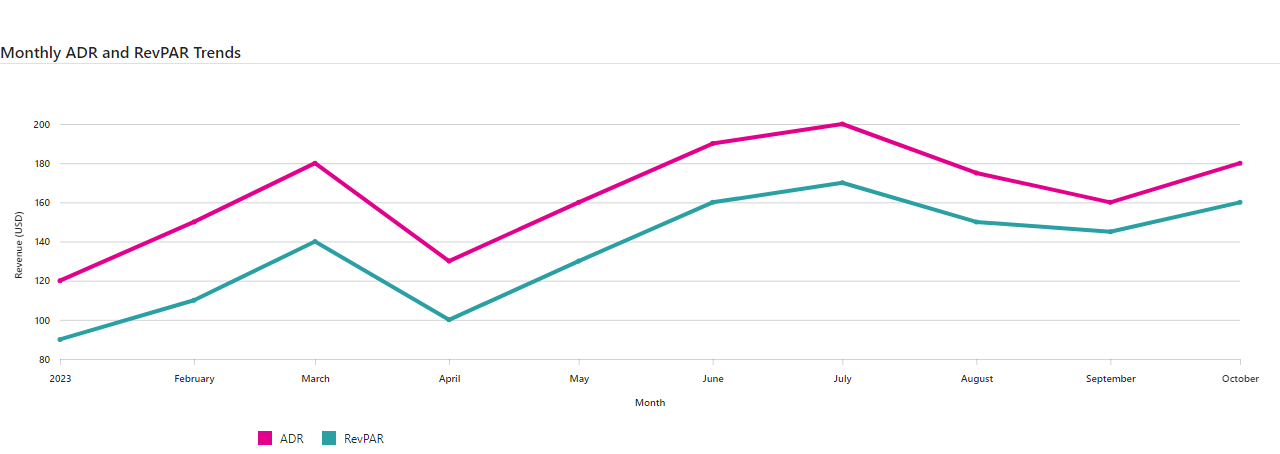 Monthly ADR and RevPAR Trends
200
180
160
140
120
100
80
Revenue (USD)
2023 February March April May June July August September October
Month
ADR RevPAR